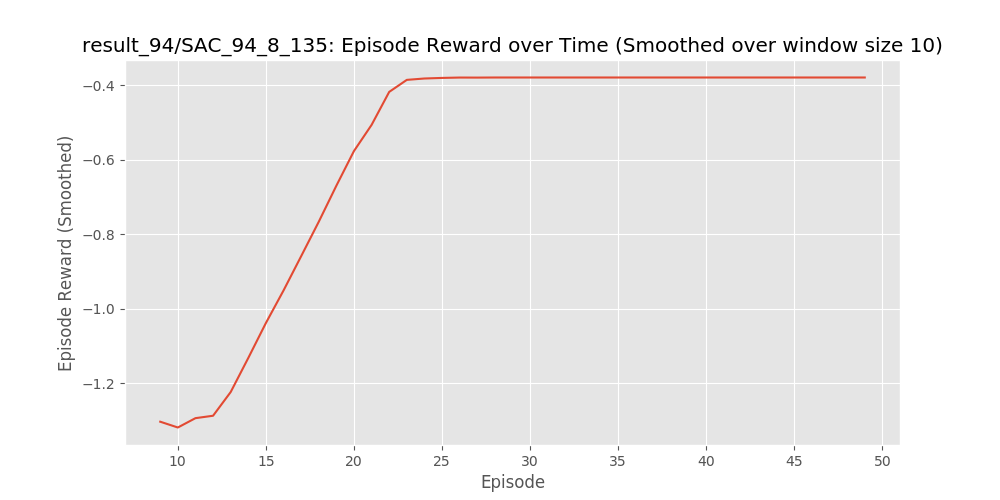 result_94/SAC_94_8_135: Episode Reward over Time (Smoothed over window size 10)
Episode Reward (Smoothed)
−0.4
−0.6
−0.8
−1.0
−1.2
10 15 20 25 30 35 40 45 50
Episode